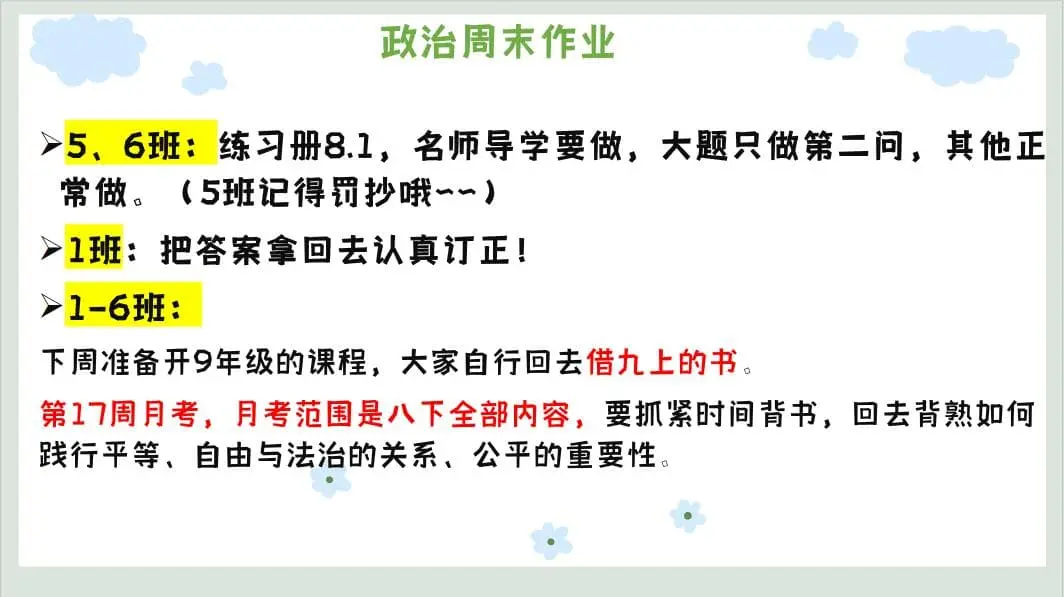 政治周末作业
➢5、6班：练习册8.1，名师导学要做，大题只做第二问，其他正
常做。（5班记得罚抄哦~~）
➢1班：把答案拿回去认真订正！
➢1-6班：
下周准备开9年级的课程，大家自行回去借九上的书。
第17周月考，月考范围是八下全部内容，要抓紧时间背书，回去背熟如何
践行平等、自由与法治的关系、公平的重要性。